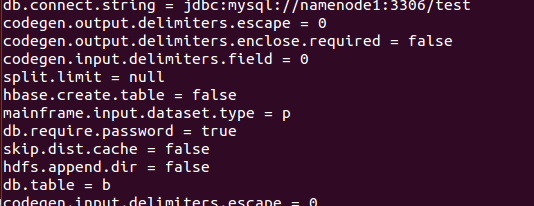 db.connect.string = jdbc:mysql://namenode1:3306/test
codegen.output.delimiters.escape = 0
codegen.output.delimiters.enclose.required = false
codegen.input.delimiters.field = 0
split.limit = null
hbase.create.table = false
mainframe.input.dataset.type = p
db.require.password = true
skip.dist.cache = false
hdfs.append.dir = false
db.table = b
codegen.input.delimiters.escape = 0